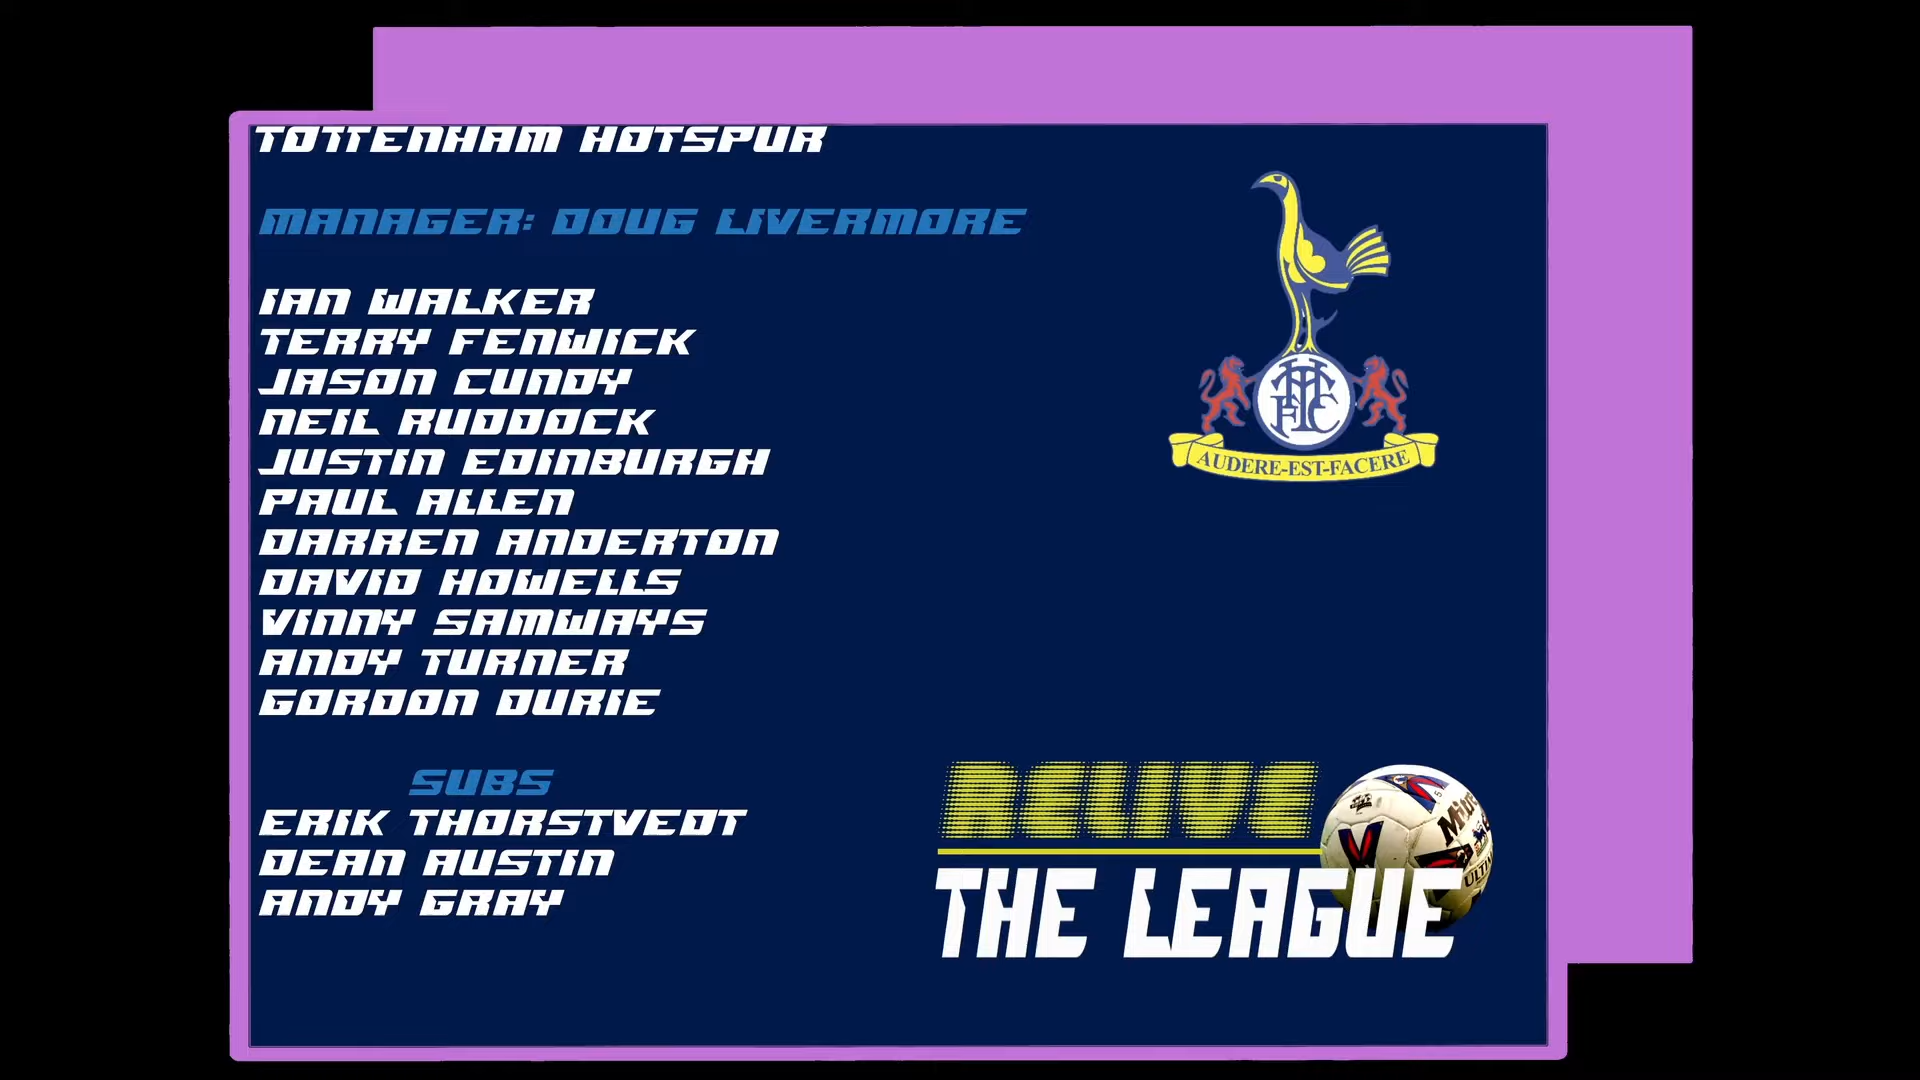 TOTTENHAM HOTSPUR
MANAGER: DOUG LIVERMORE
IAN WALKER
TERRY FENWICK
JASON CUNDY
NEIL RUDDOCK
JUSTIN EDINBURGH
PAUL ALLEN
DARREN ANDERTON
DAVID HOWELLS
VINNY SAMWAYS
ANDY TURNER
GORDON DURIE
SUBS
ERIK THORSTVEDT
DEAN AUSTIN
ANDY GRAY
THFC
AUDERE-EST-FACERE
RELIVE
THE LEAGUE
Mitre